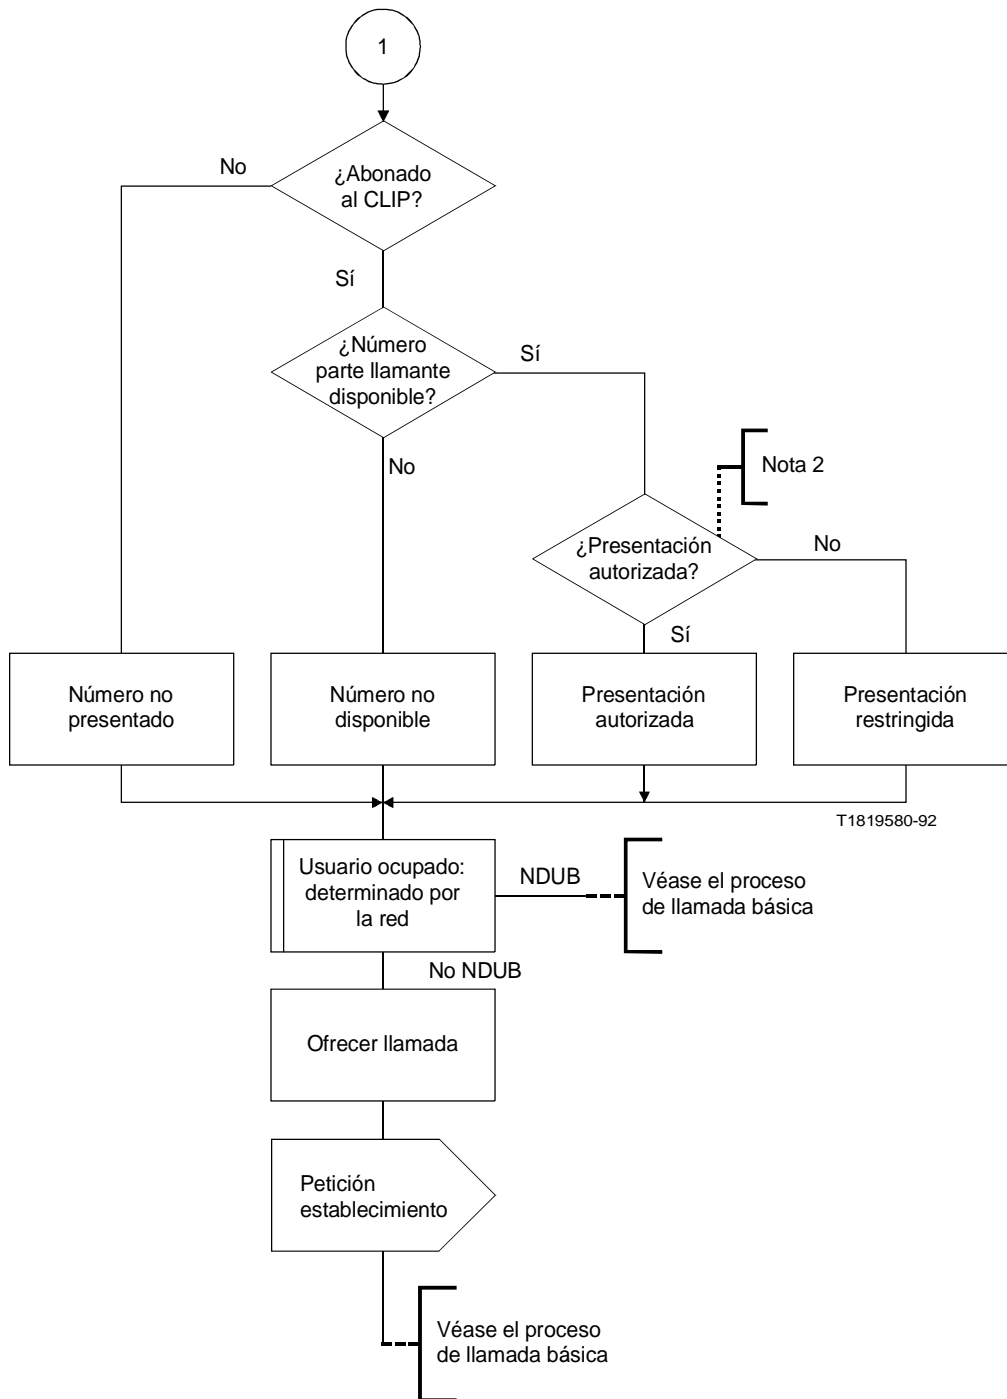 1
No
¿Abonado
al CLIP?
Sí
¿Número
parte llamante
disponible?
Sí
No
Nota 2
¿Presentación
autorizada?
No
Sí
Número no
presentado
Número no
disponible
Presentación
autorizada
Presentación
restringida
T1819580-92
Usuario ocupado:
determinado por
la red
NDUB
Véase el proceso
de llamada básica
No NDUB
Ofrecer llamada
Petición
establecimiento
Véase el proceso
de llamada básica